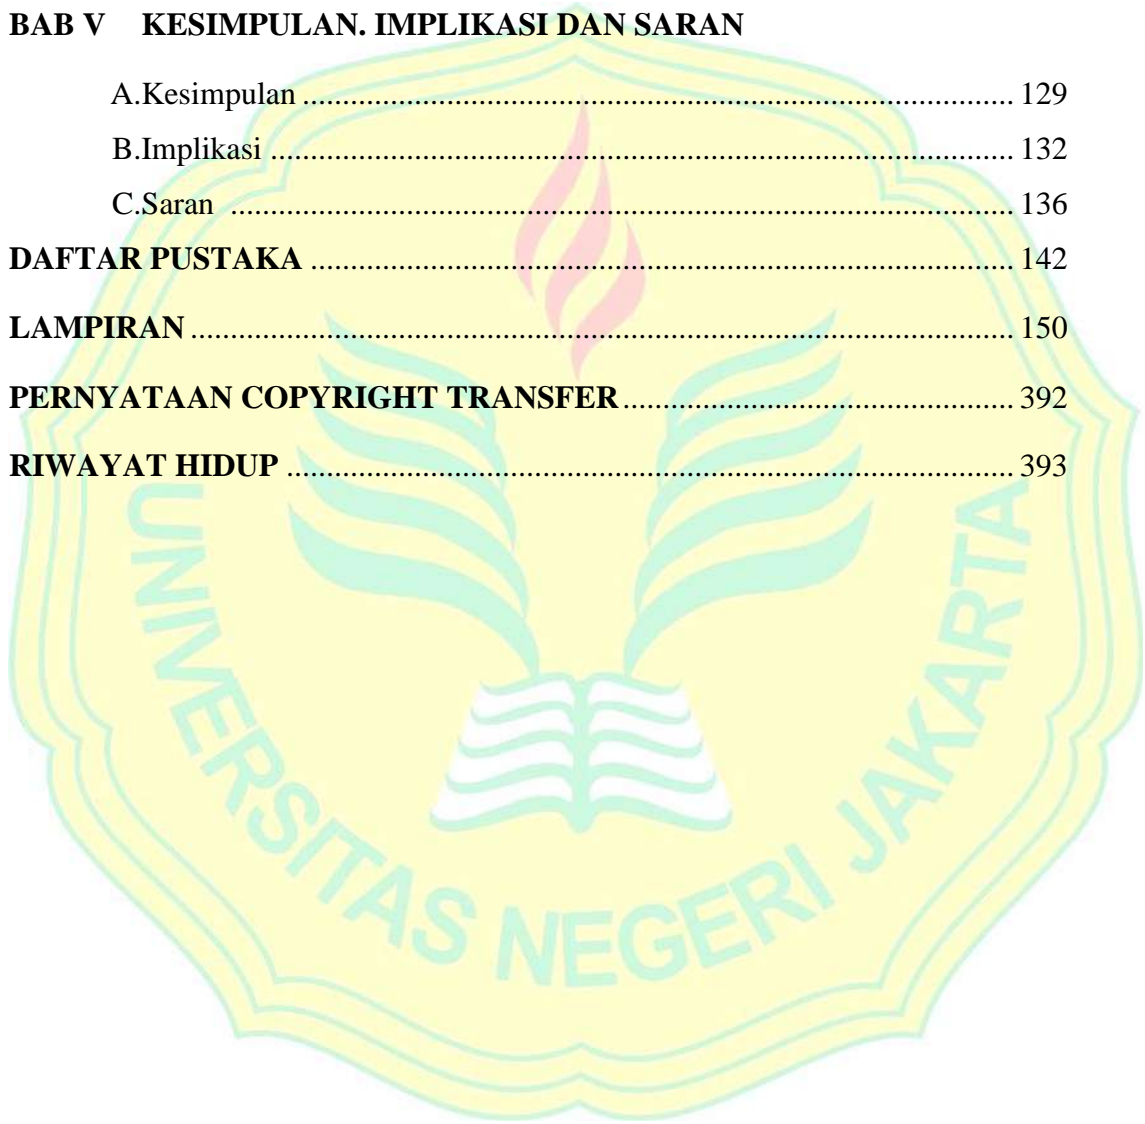 BAB V KESIMPULAN. IMPLIKASI DAN SARAN
A.Kesimpulan ........................................................................................... 129
B.Implikasi ............................................................................................... 132
C.Saran .................................................................................................... 136
DAFTAR PUSTAKA .......................................................................................... 142
LAMPIRAN ......................................................................................................... 150
PERNYATAAN COPYRIGHT TRANSFER .................................................. 392
RIWAYAT HIDUP ............................................................................................. 393
UNIVERSITAS NEGERI JAKARTA